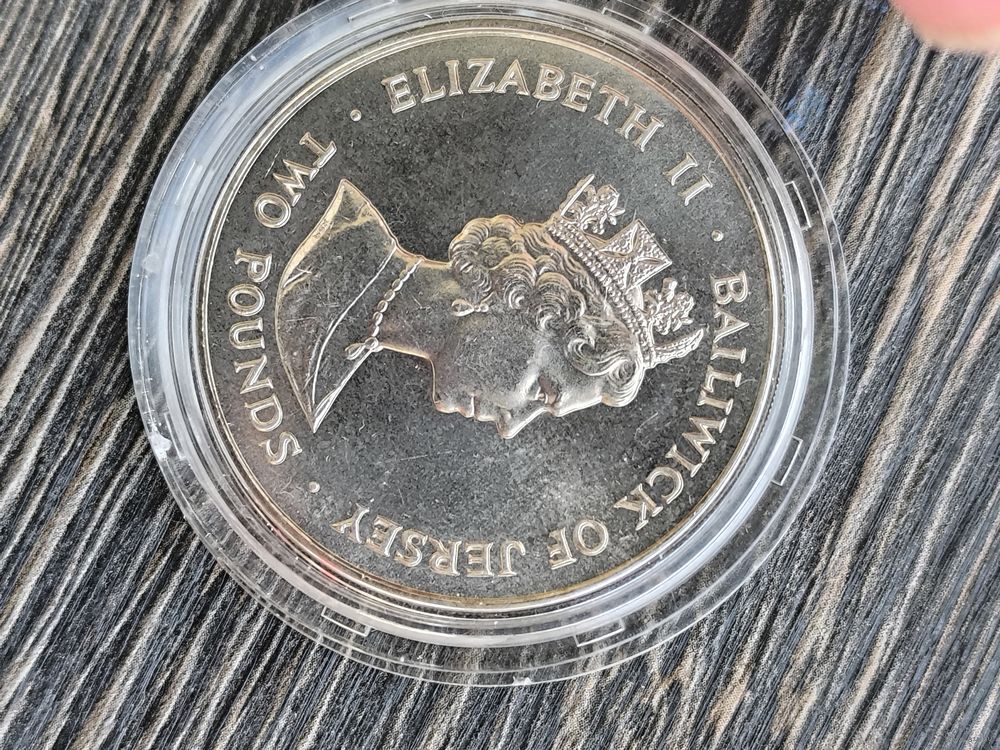 ELIZABETH II · BAILIWICK OF JERSEY · TWO POUNDS ·